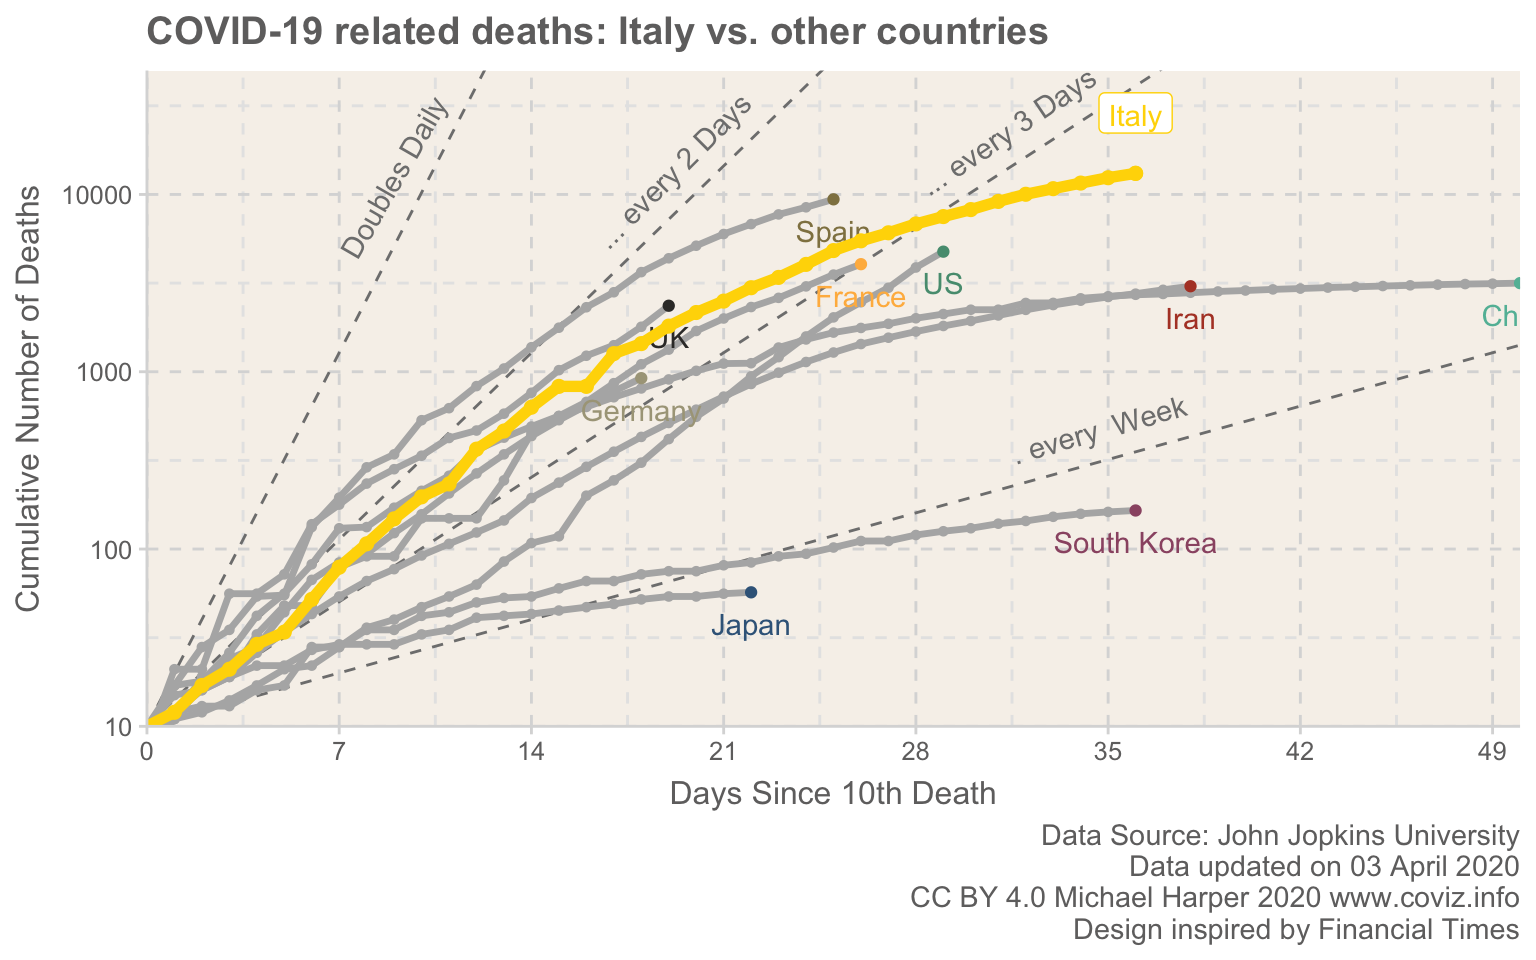 COVID-19 related deaths: Italy vs. other countries
Doubles Daily
... every 2 Days
... every 3 Days
Italy
10000
Spain
US
France
Iran
Ch
UK
1000
Germany
. every Week
100
South Korea
Japan
10
Cumulative Number of Deaths
0 7 14 21 28 35 42 49
Days Since 10th Death
Data Source: John Jopkins University
Data updated on 03 April 2020
CC BY 4.0 Michael Harper 2020 www.coviz.info
Design inspired by Financial Times